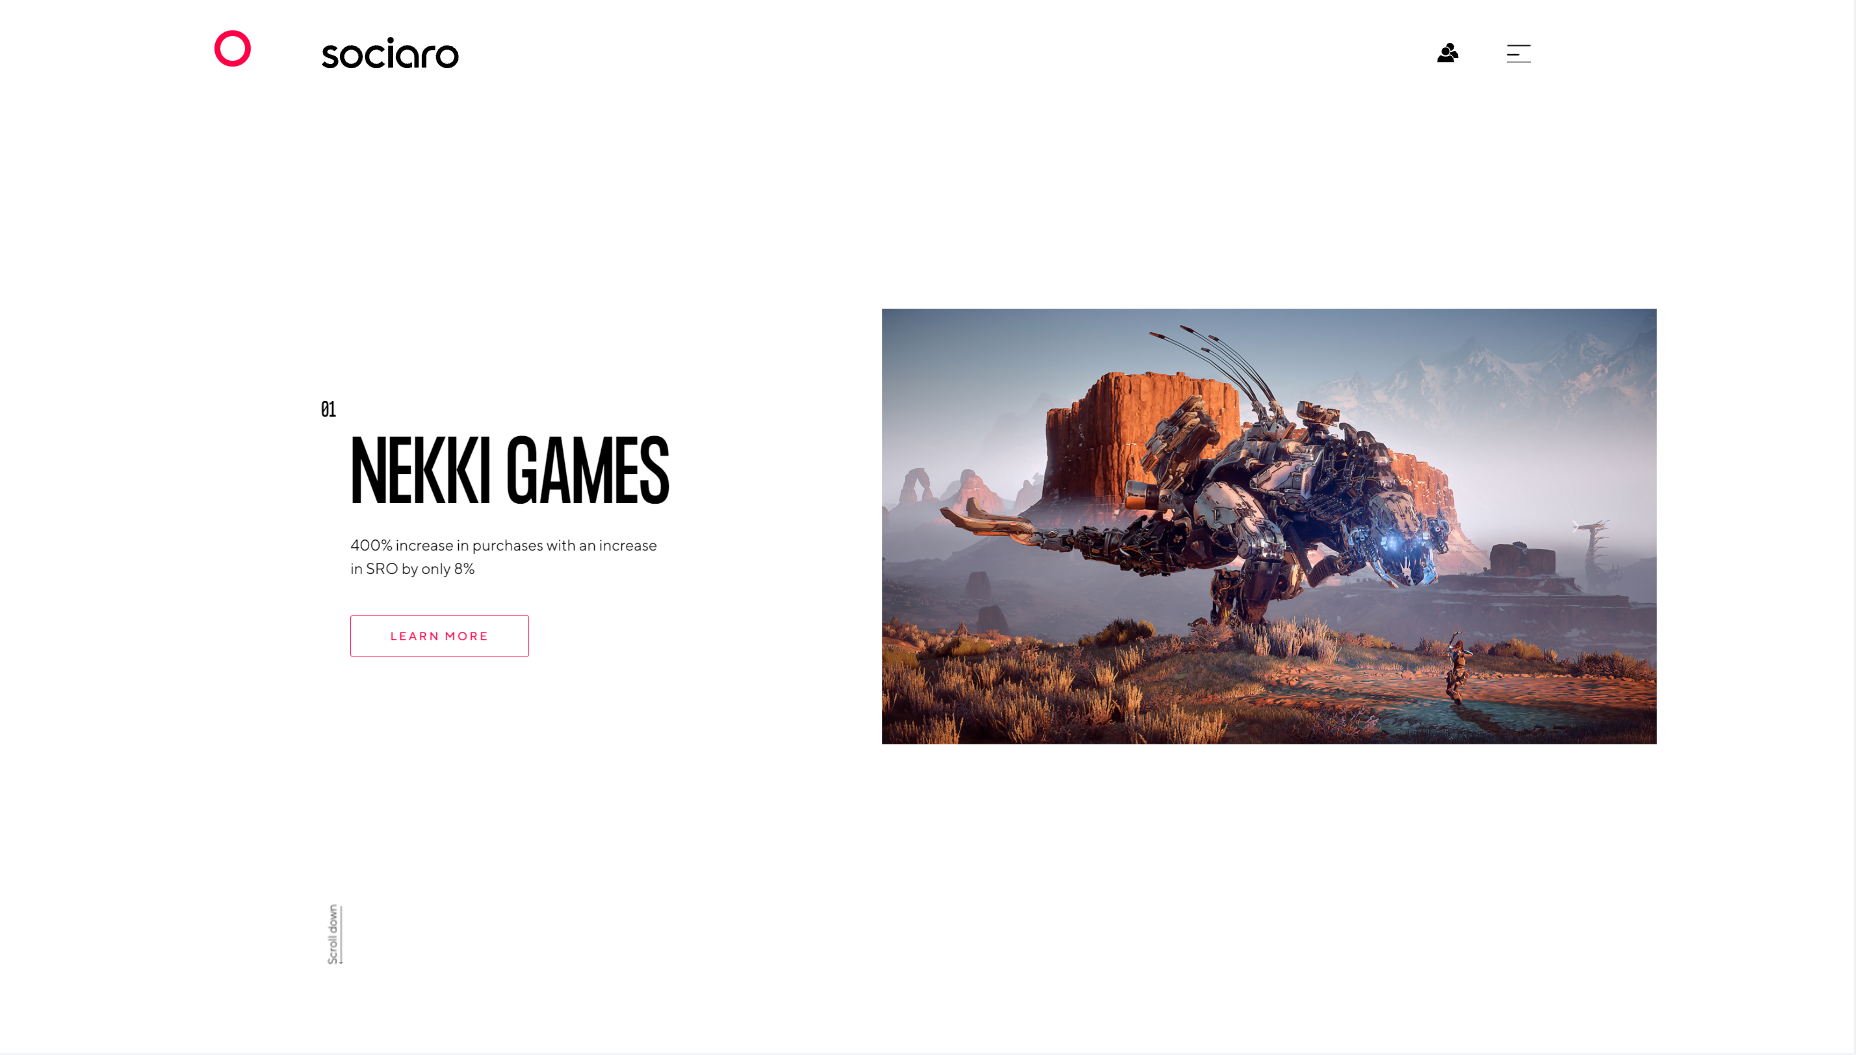 sociaro
01
NEKKI GAMES
400% increase in purchases with an increase
in SRO by only 8%
LEARN MORE
Scroll down